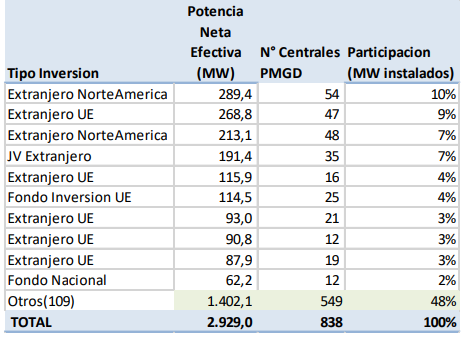 Potencia
Neta
Efectiva N° Centrales Participacion
Tipo Inversion (MW) PMGD (MW instalados)
Extranjero NorteAmerica 289,4 54 10%
Extranjero UE 268,8 47 9%
Extranjero NorteAmerica 213,1 48 7%
JV Extranjero 191,4 35 7%
Extranjero UE 115,9 16 4%
Fondo Inversion UE 114,5 25 4%
Extranjero UE 93,0 21 3%
Extranjero UE 90,8 12 3%
Extranjero UE 87,9 19 3%
Fondo Nacional 62,2 12 2%
Otros(109) 1.402,1 549 48%
TOTAL 2.929,0 838 100%